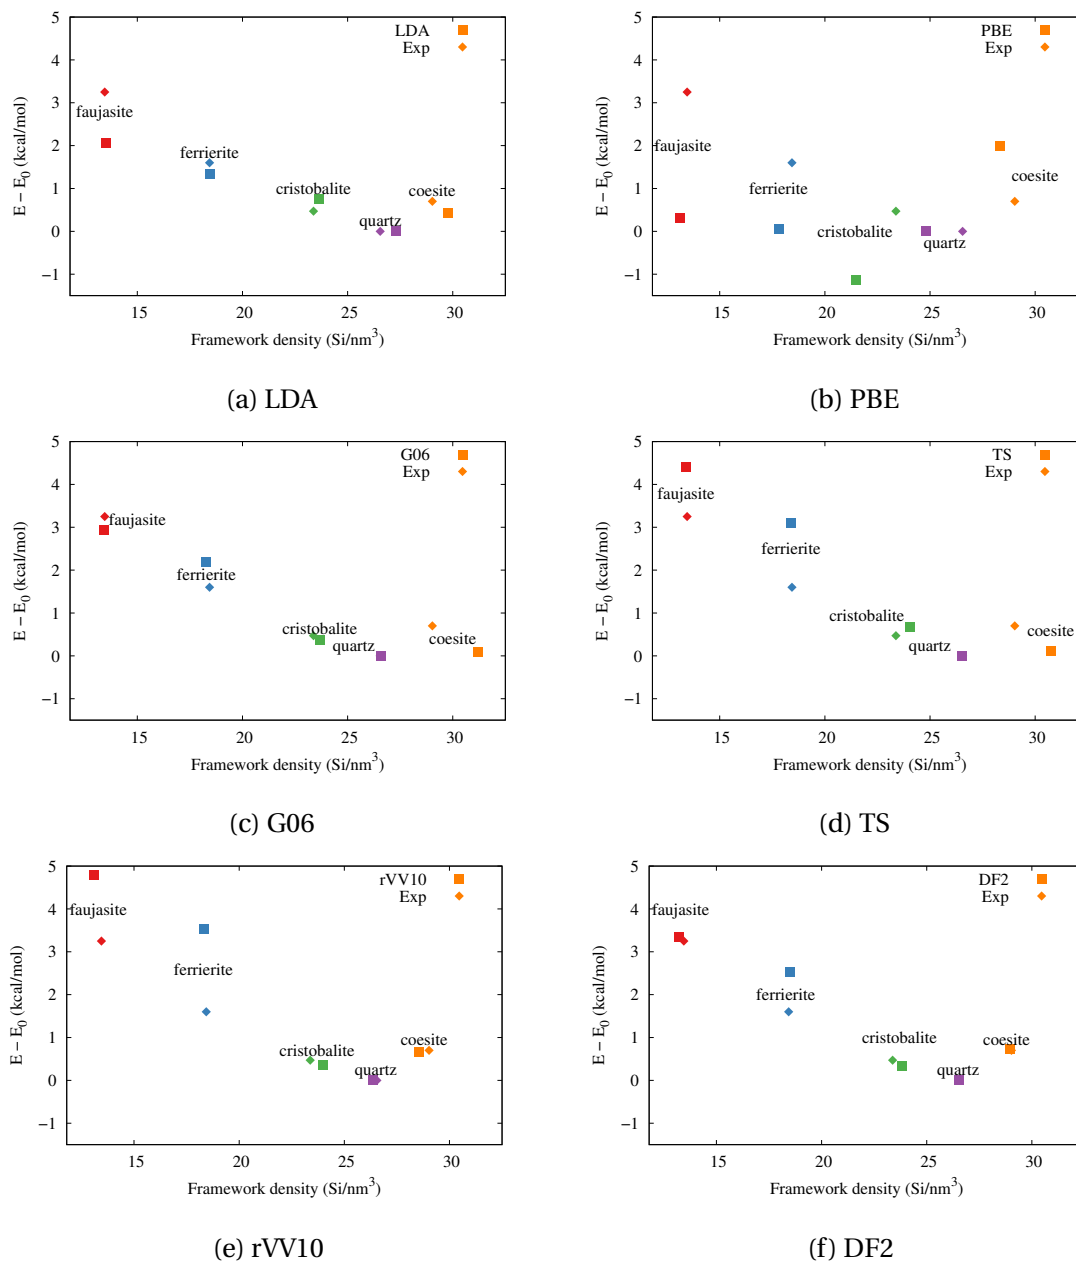 LDA
Exp
faujasite
ferrierite
cristobalite
quartz
coesite
E − E0 (kcal/mol)
5
4
3
2
1
0
−1
15
20
25
30
Framework density (Si/nm3)
(a) LDA
PBE
Exp
faujasite
ferrierite
cristobalite
quartz
coesite
E − E0 (kcal/mol)
5
4
3
2
1
0
−1
15
20
25
30
Framework density (Si/nm3)
(b) PBE
G06
Exp
faujasite
ferrierite
cristobalite
quartz
coesite
E − E0 (kcal/mol)
5
4
3
2
1
0
−1
15
20
25
30
Framework density (Si/nm3)
(c) G06
TS
Exp
faujasite
ferrierite
cristobalite
quartz
coesite
E − E0 (kcal/mol)
5
4
3
2
1
0
−1
15
20
25
30
Framework density (Si/nm3)
(d) TS
rVV10
Exp
faujasite
ferrierite
cristobalite
quartz
coesite
E − E0 (kcal/mol)
5
4
3
2
1
0
−1
15
20
25
30
Framework density (Si/nm3)
(e) rVV10
DF2
Exp
faujasite
ferrierite
cristobalite
quartz
coesite
E − E0 (kcal/mol)
5
4
3
2
1
0
−1
15
20
25
30
Framework density (Si/nm3)
(f) DF2